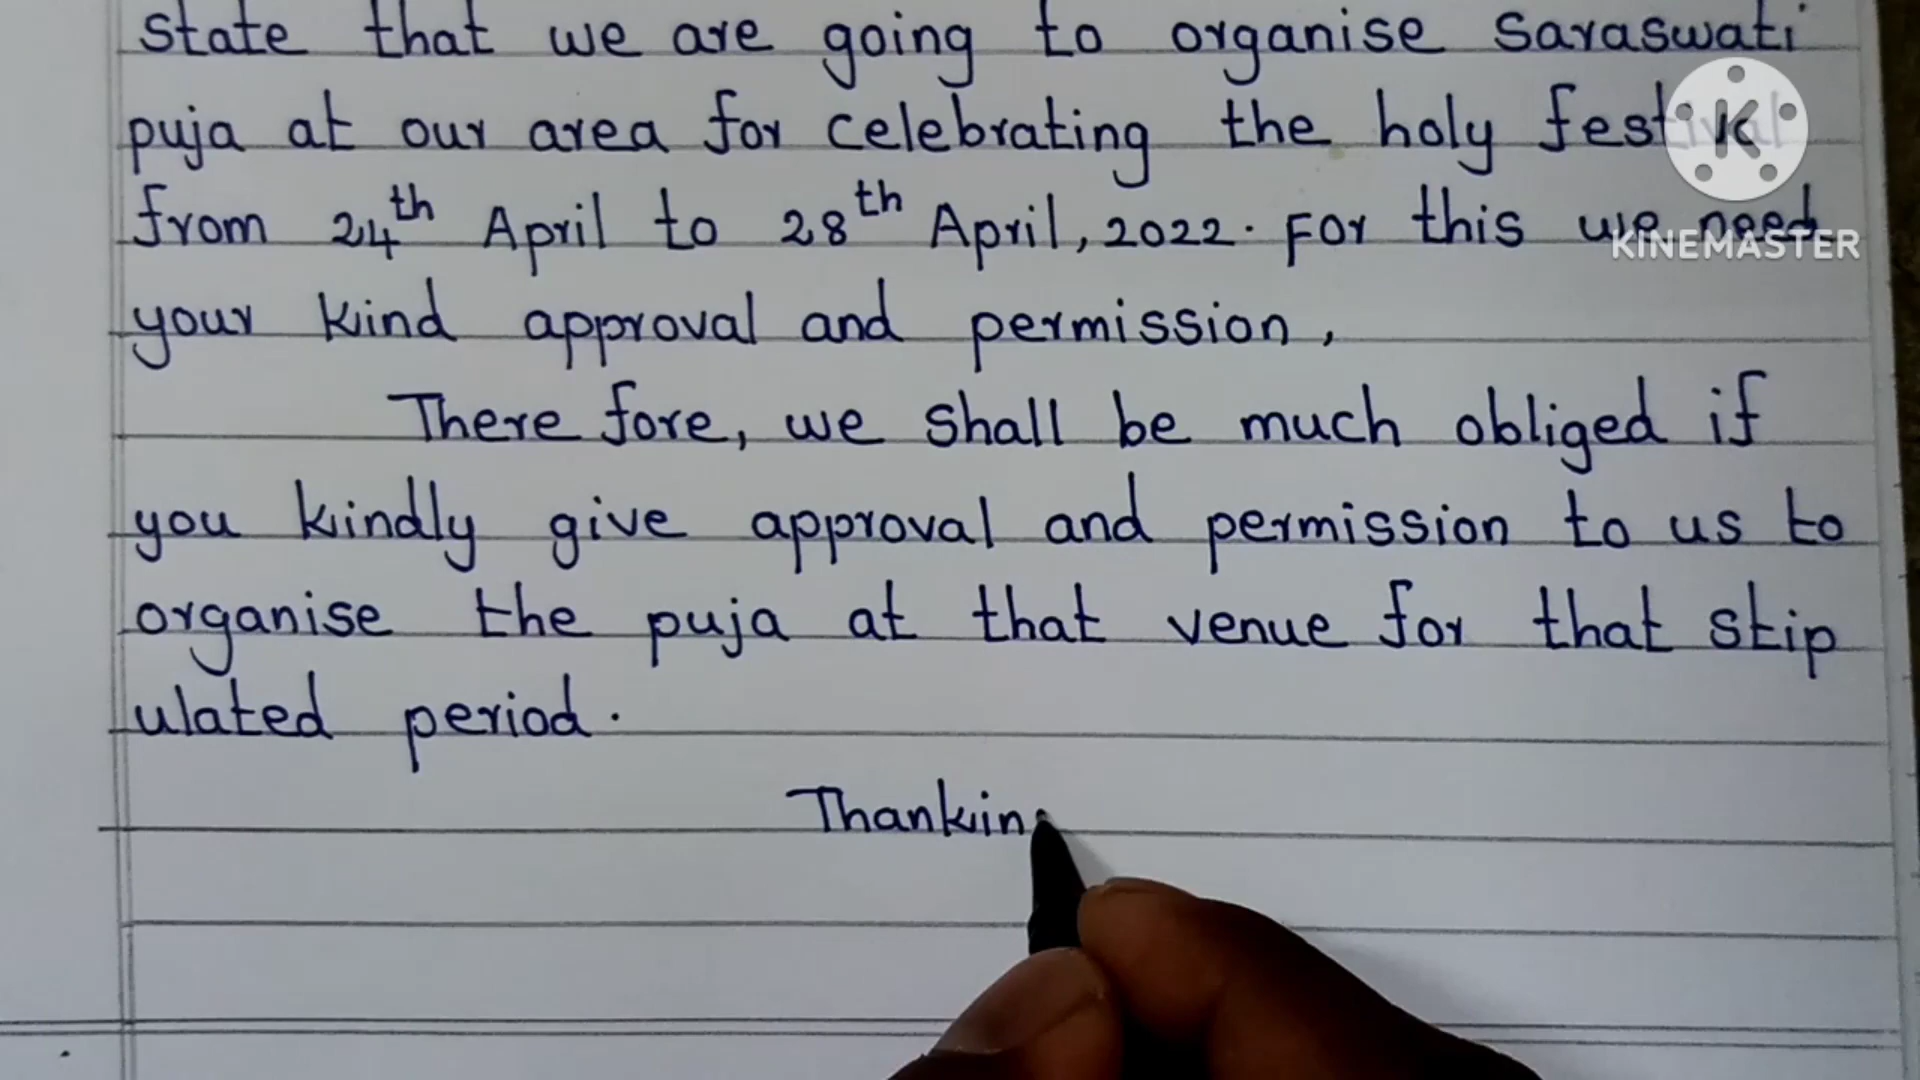 state that we are going to organise Saraswati
puja at our area for celebrating the holy festival
from 24th April to 28th April, 2022. For this we need
KINEMASTER
your kind approval and permission,
There fore, we shall be much obliged if
you kindly give approval and permission to us to
organise the puja at that venue for that stip
ulated period.
Thankin